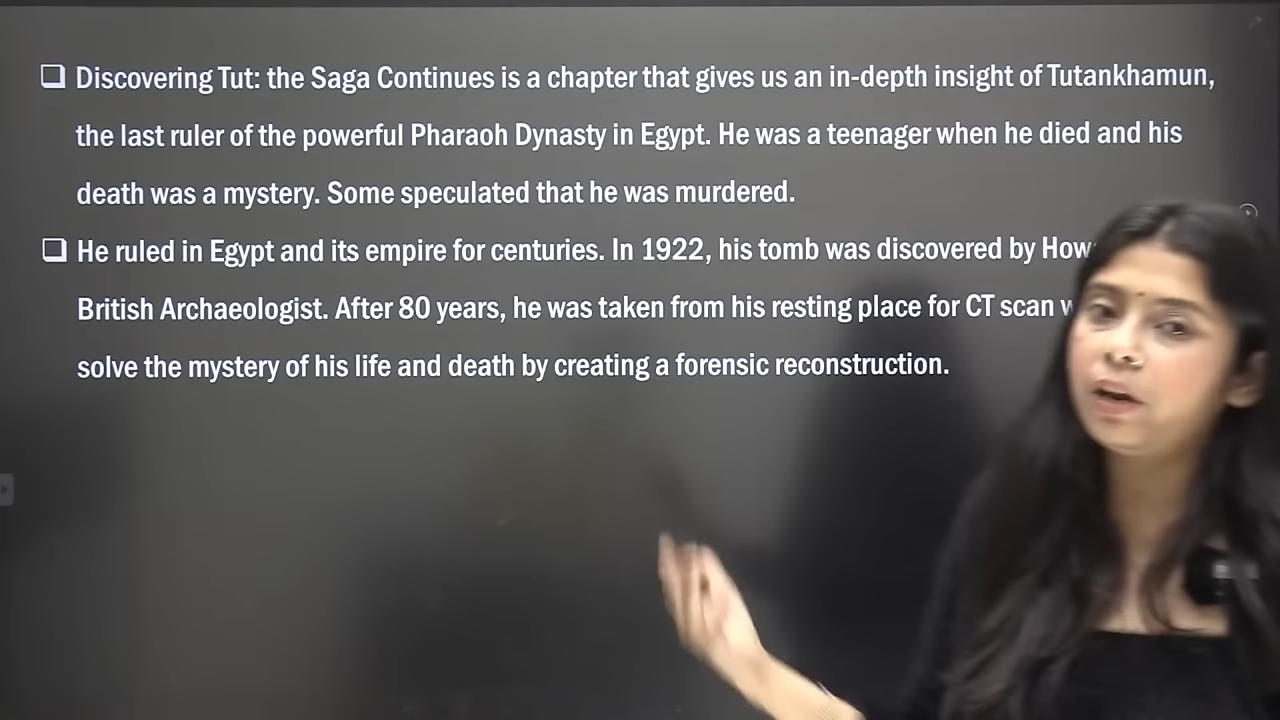 Discovering Tut: the Saga Continues is a chapter that gives us an in-depth insight of Tutankhamun,
the last ruler of the powerful Pharaoh Dynasty in Egypt. He was a teenager when he died and his
death was a mystery. Some speculated that he was murdered.
He ruled in Egypt and its empire for centuries. In 1922, his tomb was discovered by
British Archaeologist. After 80 years, he was taken from his resting place for CT scan
solve the mystery of his life and death by creating a forensic reconstruction.